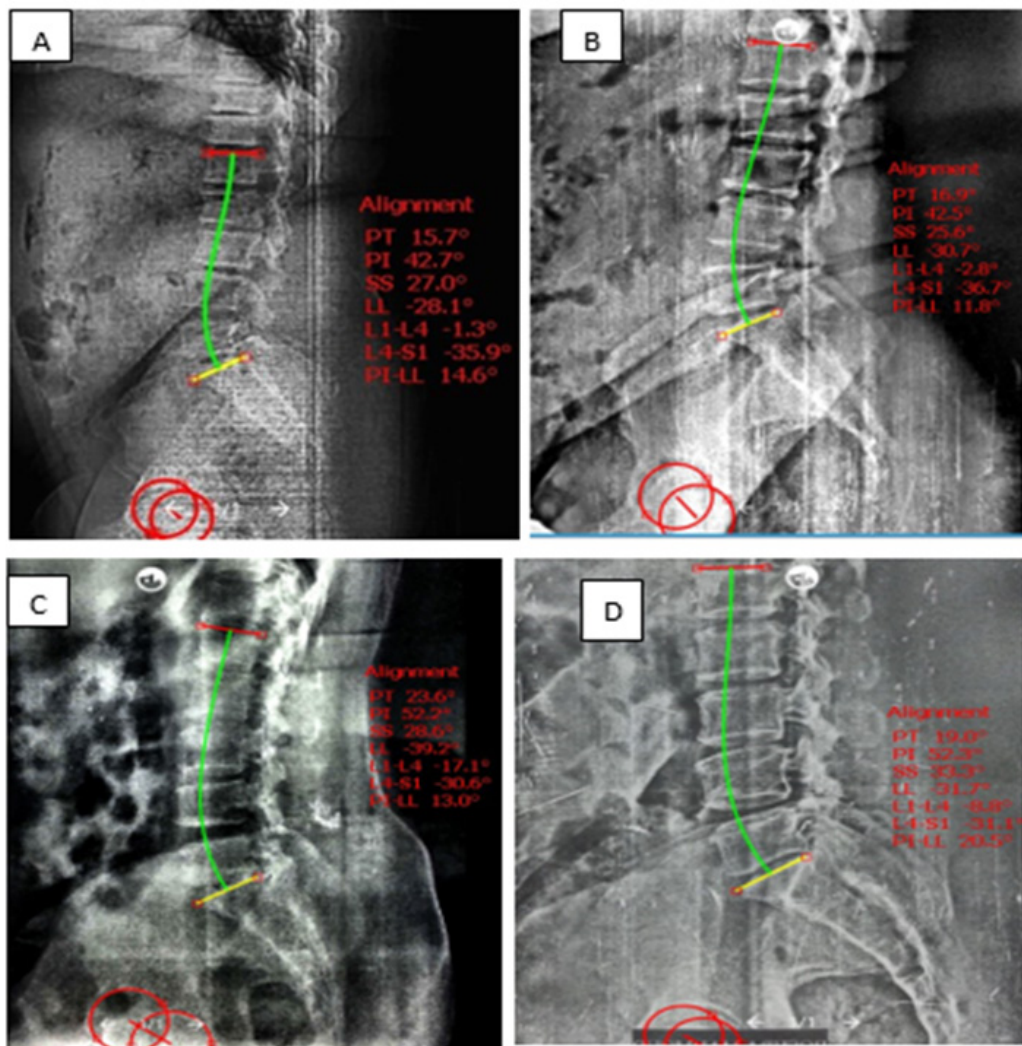 A
Alignment
PT 15.7°
PI 42.7°
SS 27.0°
LL -28.1°
L1-L4 -1.3°
L4-S1 -35.9°
PI-LL 14.6°
B
Alignment
PT 16.9°
PI 42.5°
SS 25.6°
LL -30.7°
L1-L4 -2.8°
L4-S1 -36.7°
PI-LL 11.8°
C
Alignment
PT 23.6°
PI 52.2°
SS 28.6°
LL -39.2°
L1-L4 -17.1°
L4-S1 -30.6°
PI-LL 13.0°
D
Alignment
PI 52.3°
SS 33.3°
LL -31.7°
L1-L4 -8.8°
L4-S1 -31.1°
PI-LL 20.5°